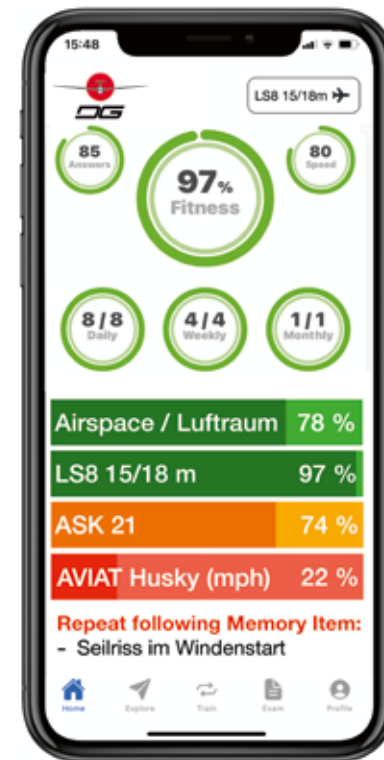 15:48
DG
LS8 15/18m
85
Answers
97%
Fitness
80
Speed
8/8
Daily
4/4
Weekly
1/1
Monthly
Airspace / Luftraum 78 %
LS8 15/18 m 97 %
ASK 21 74 %
AVIAT Husky (mph) 22 %
Repeat following Memory Item:
- Seilriss im Windenstart
Home Explore Train Exam Profile